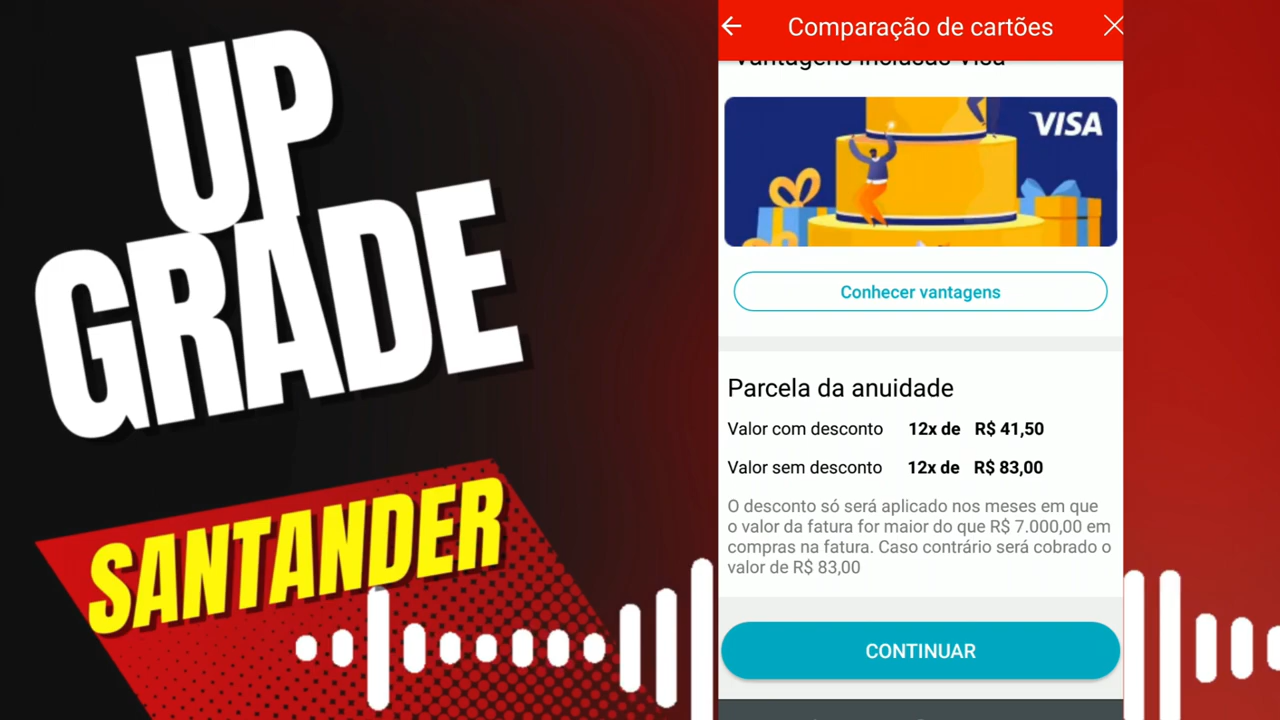 UP
GRADE
SANTANDER
Comparação de cartões
Vantagens inclusas Visa
VISA
Conhecer vantagens
Parcela da anuidade
Valor com desconto 12x de R$ 41,50
Valor sem desconto 12x de R$ 83,00
O desconto só será aplicado nos meses em que
o valor da fatura for maior do que R$ 7.000,00 em
compras na fatura. Caso contrário será cobrado o
valor de R$ 83,00
CONTINUAR